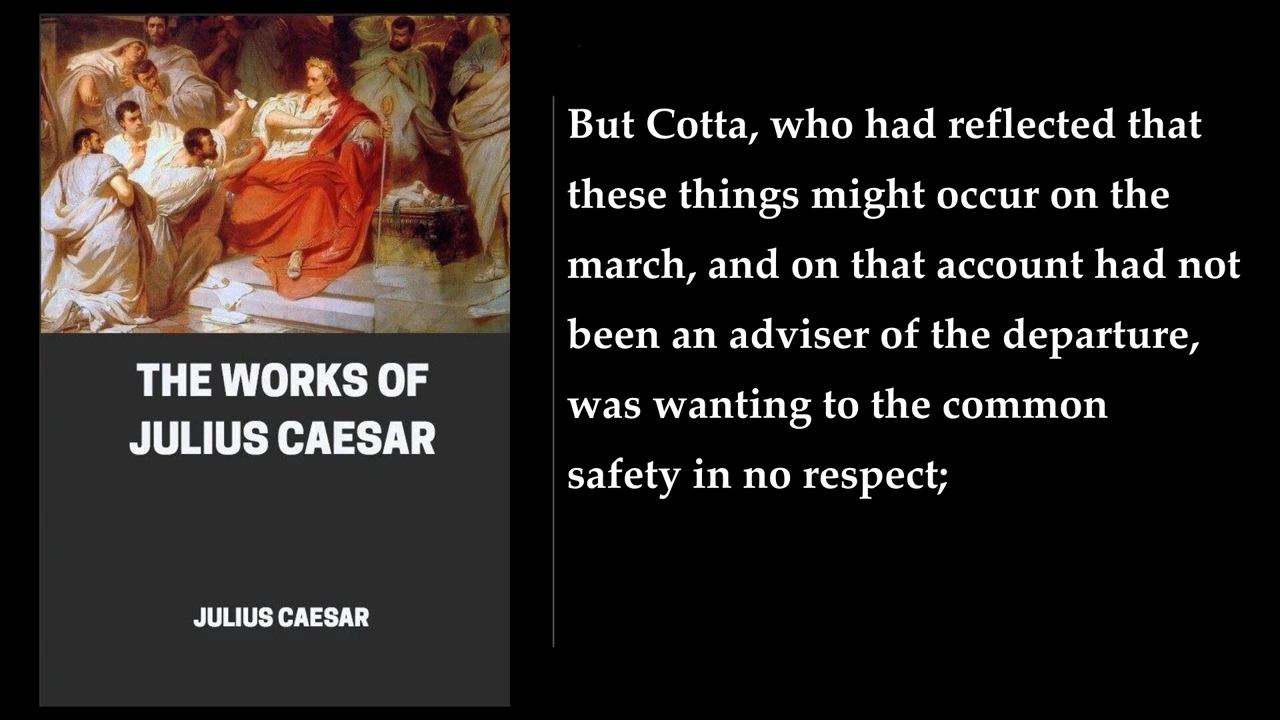 THE WORKS OF
JULIUS CAESAR
JULIUS CAESAR
But Cotta, who had reflected that
these things might occur on the
march, and on that account had not
been an adviser of the departure,
was wanting to the common
safety in no respect;